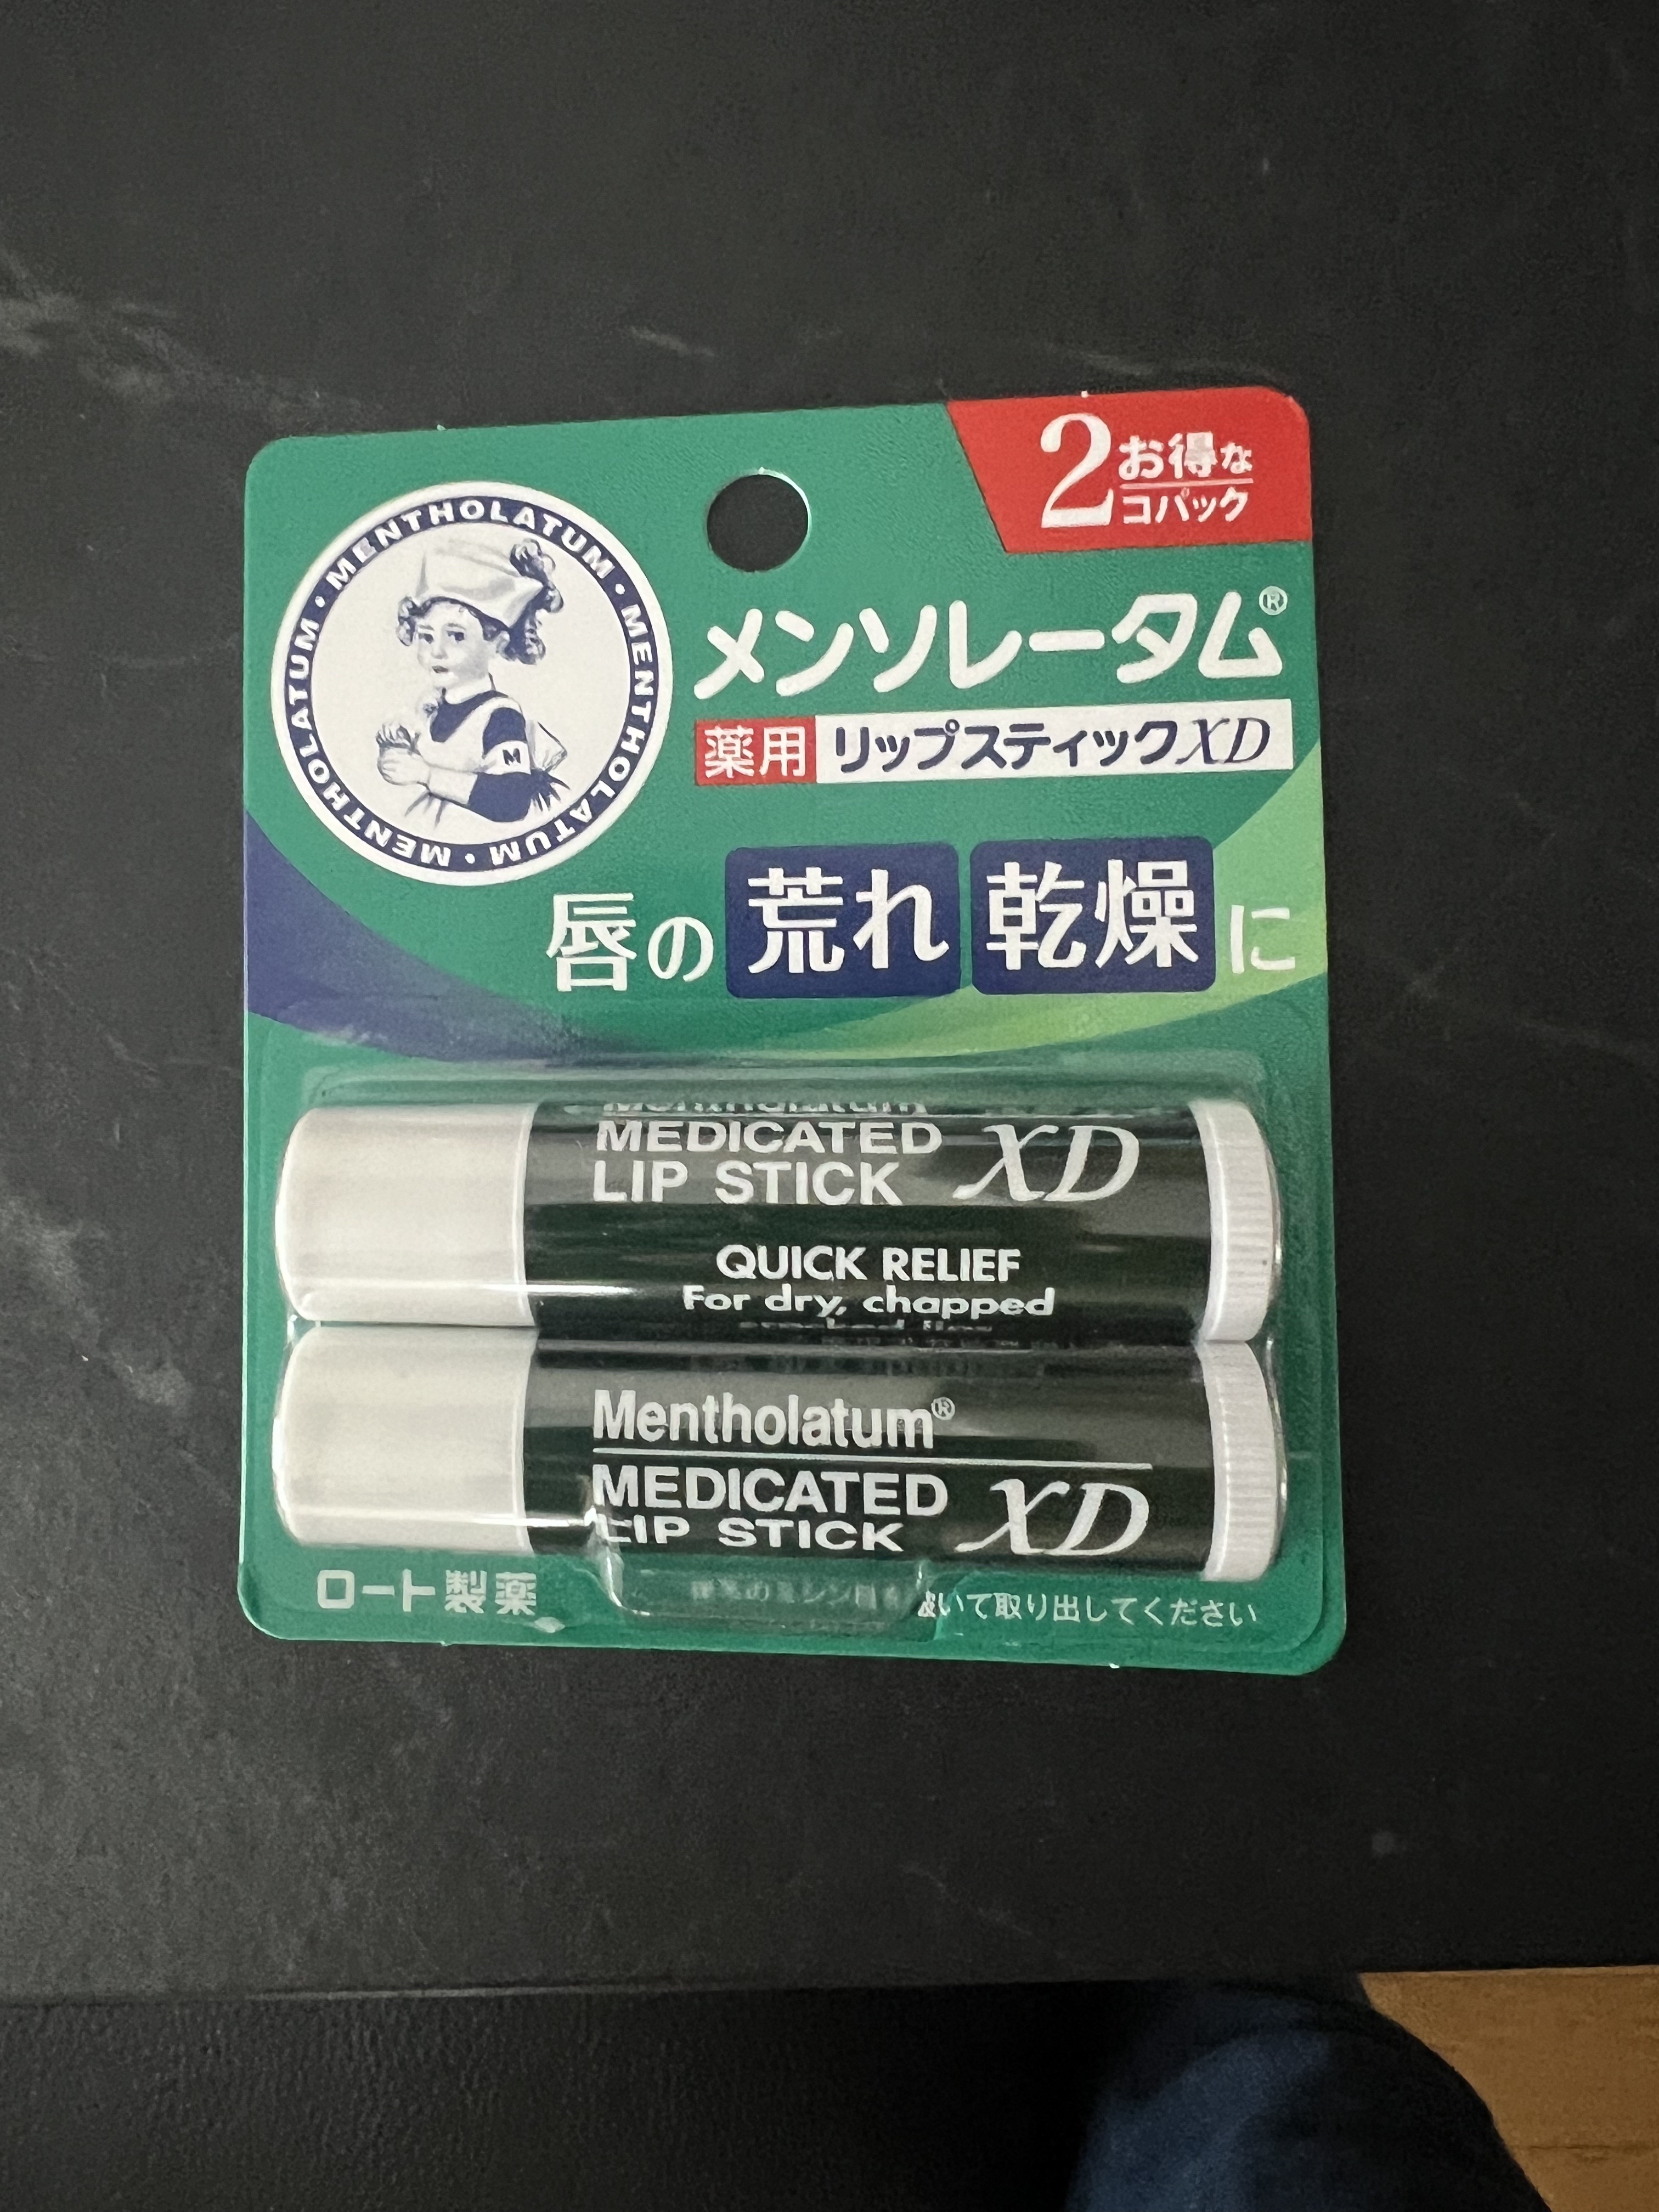 2お得な
コパック
MENTHOLATUM・MENTHOLATUM・MENTHOLATUM・
M
メンソレータム®
薬用 リップスティックXD
唇の 荒れ 乾燥 に
Mentholatum
MEDICATED
LIP STICK XD
QUICK RELIEF
For dry, chapped
Mentholatum®
MEDICATED
LIP STICK XD
ロート製薬
いて取り出してください